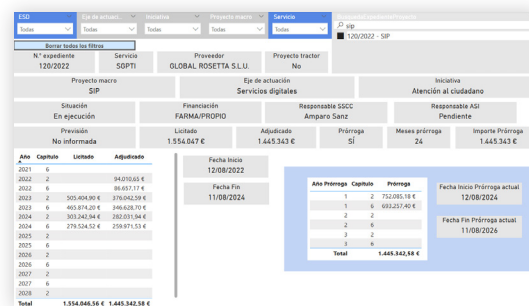 ESD
Eje de actuaci...
Iniciativa
Proyecto macro
Servicio
Todas
Todas
Todas
Todas
Todas
sip
120/2022 - SIP
Borrar todos los filtros
N.º expediente
Servicio
Proveedor
Proyecto tractor
120/2022
SGPTI
GLOBAL ROSETTA S.L.U.
No
Proyecto macro
Eje de actuación
Iniciativa
SIP
Servicios digitales
Atención al ciudadano
Situación
Financiación
Responsable SSCC
Responsable ASI
En ejecución
FARMA/PROPIO
Amparo Sanz
Pendiente
Previsión
Licitado
Adjudicado
Prórroga
Meses prórroga
Importe Prórroga
No informada
1.554.047 €
1.445.343 €
SÍ
24
1.445.343 €
Año Capítulo Licitado Adjudicado
2021 6
2022 2 94.010,65 €
2022 6 86.657,17 €
2023 2 505.404,90 € 376.042,59 €
2023 6 465.874,20 € 346.628,70 €
2024 2 303.242,94 € 282.031,94 €
2024 6 279.524,52 € 259.971,53 €
2025 2
2025 6
2026 2
2026 6
2027 2
2027 6
2028 2
Total 1.554.046,56 € 1.445.342,58 €
Fecha Inicio
12/08/2022
Fecha Fin
11/08/2024
Año Prórroga Capítulo Prórroga
1 2 752.085,18 €
1 6 693.257,40 €
2 2
2 6
3 2
3 6
Total 1.445.342,58 €
Fecha Inicio Prórroga actual
12/08/2024
Fecha Fin Prórroga actual
11/08/2026